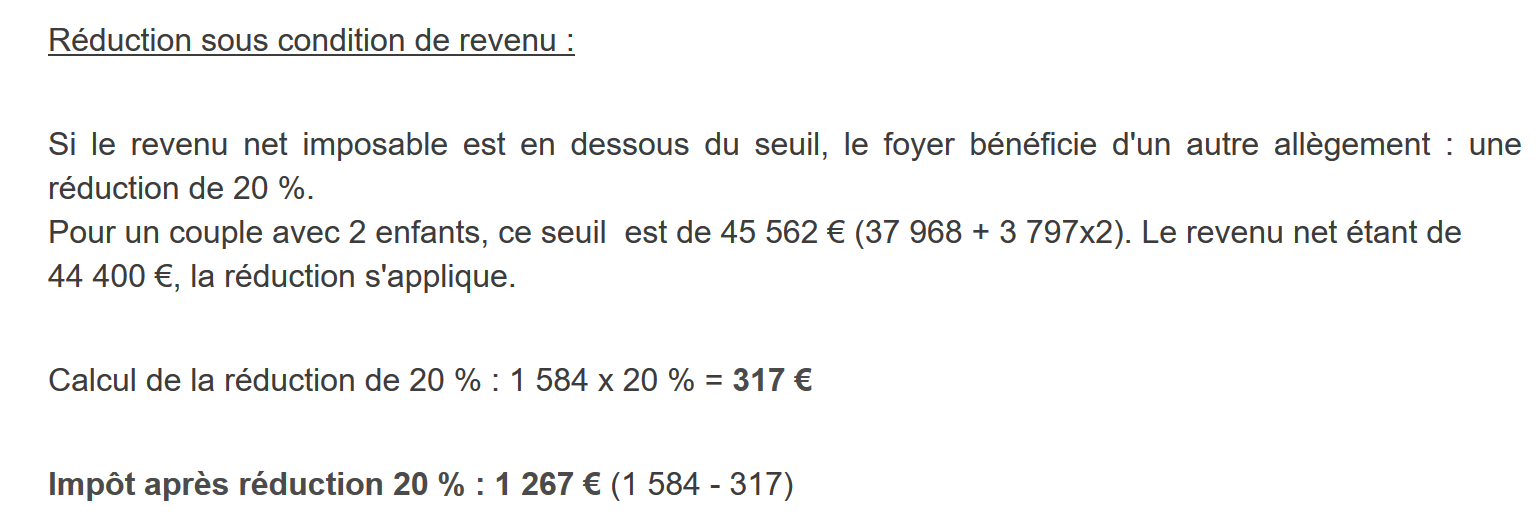 Réduction sous condition de revenu :
Si le revenu net imposable est en dessous du seuil, le foyer bénéficie d'un autre allègement : une
réduction de 20 %.
Pour un couple avec 2 enfants, ce seuil  est de 45 562 € (37 968 + 3 797x2). Le revenu net étant de
44 400 €, la réduction s'applique.
Calcul de la réduction de 20 % : 1 584 x 20 % = 317 €
Impôt après réduction 20 % : 1 267 € (1 584 - 317)